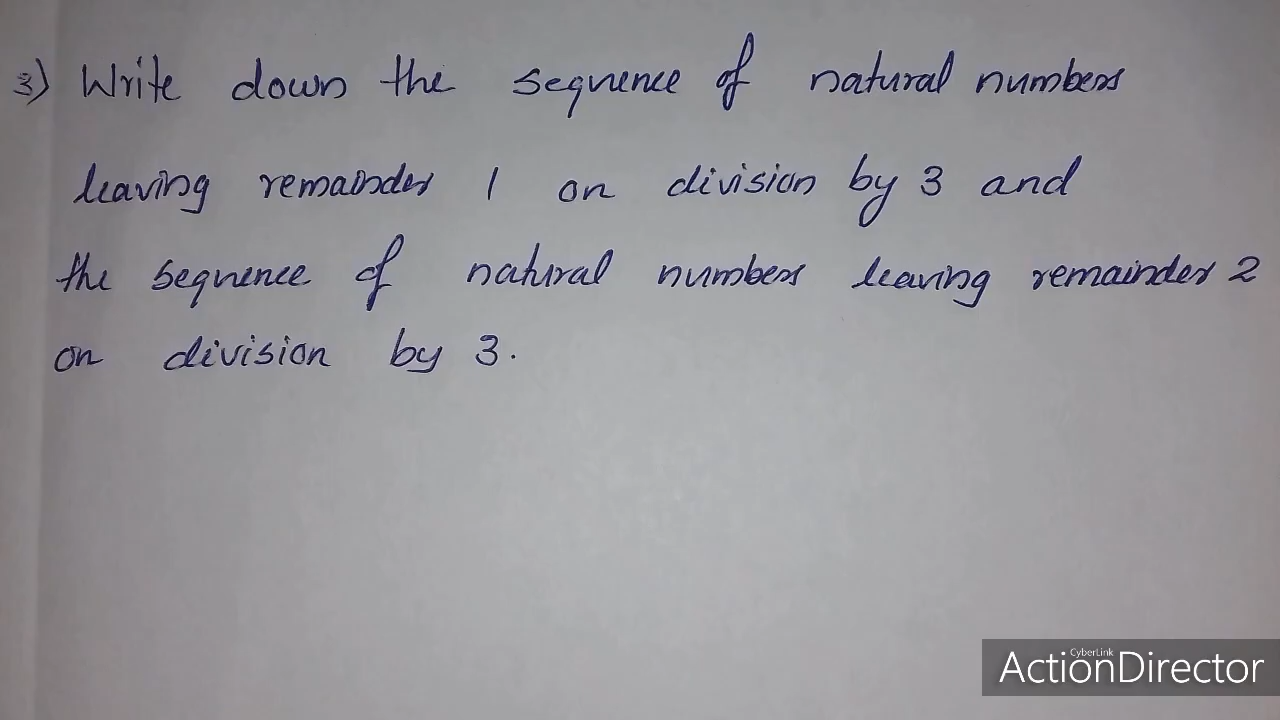 3) Write down the sequence of natural numbers
leaving remainder 1 on division by 3 and
the sequence of natural numbers leaving remainder 2
on division by 3.
CyberLink
ActionDirector